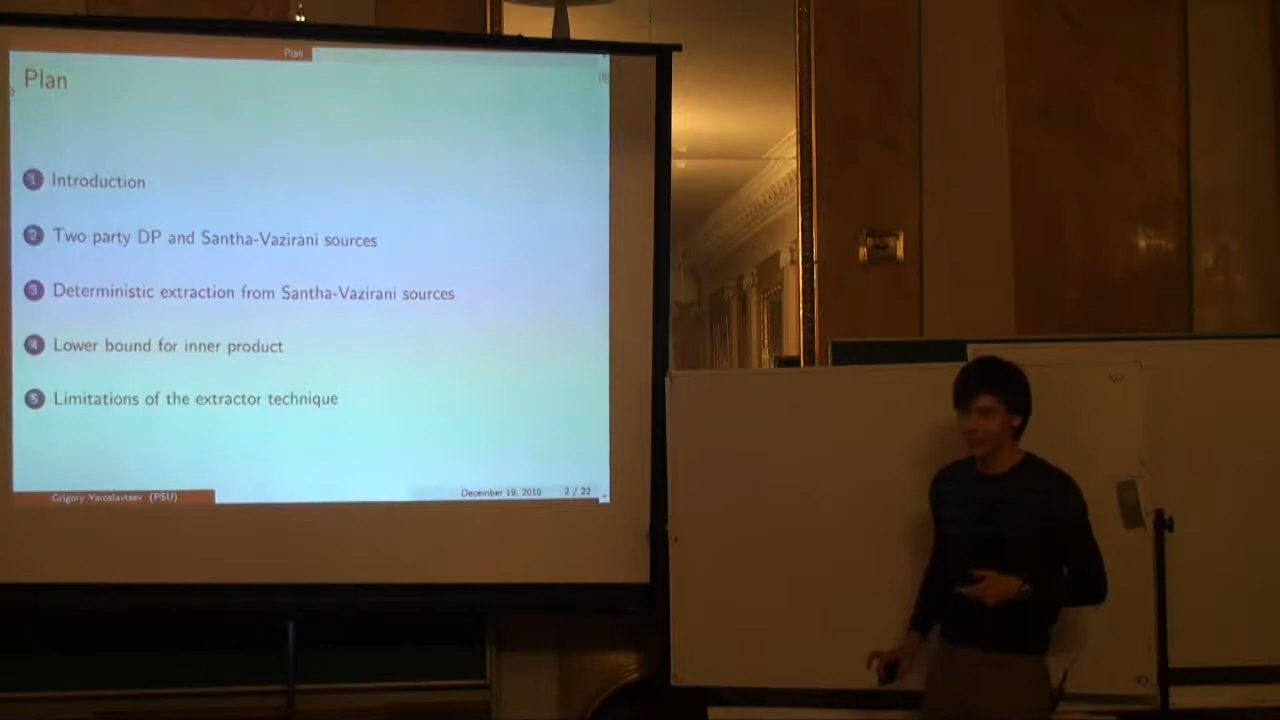 Plan
Plan
1 Introduction
2 Two party DP and Santha-Vazirani sources
3 Deterministic extraction from Santha-Vazirani sources
4 Lower bound for inner product
5 Limitations of the extractor technique
Grigory Yaroslavtsev (PSU)
December 19, 2010 2 / 22